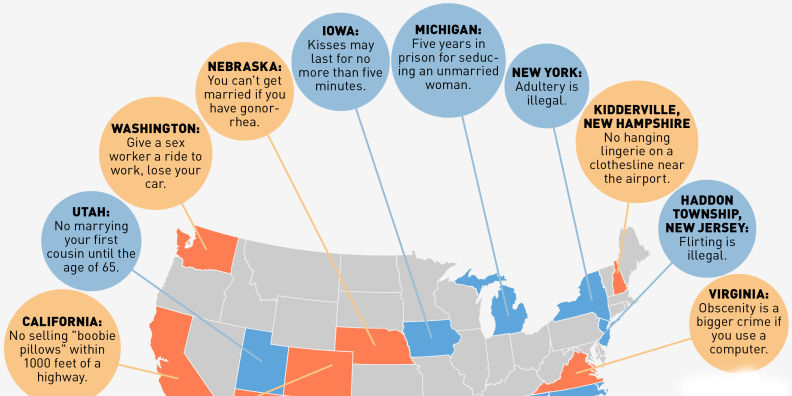 IOWA:
Kisses may
last for no
more than five
minutes.
MICHIGAN:
Five years in
prison for seduc-
ing an unmarried
woman.
NEBRASKA:
You can't get
married if you
have gonor-
rhea.
NEW YORK:
Adultery is
illegal.
KIDDERVILLE,
NEW HAMPSHIRE
No hanging
lingerie on a
clothesline near
the airport.
WASHINGTON:
Give a sex
worker a ride to
work, lose your
car.
HADDON
TOWNSHIP,
NEW JERSEY:
Flirting is
illegal.
UTAH:
No marrying
your first
cousin until the
age of 65.
VIRGINIA:
Obscenity is a
bigger crime if
you use a
computer.
CALIFORNIA:
No selling "boobie
pillows" within
1000 feet of a
highway.